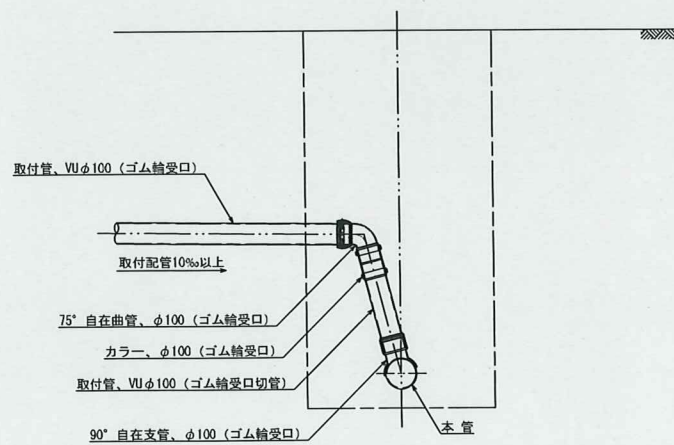 取付管、VUφ100（ゴム輪受口）
取付配管10‰以上
75°自在曲管、φ100（ゴム輪受口）
カラー、φ100（ゴム輪受口）
取付管、VUφ100（ゴム輪受口切管）
90°自在支管、φ100（ゴム輪受口）
本 管